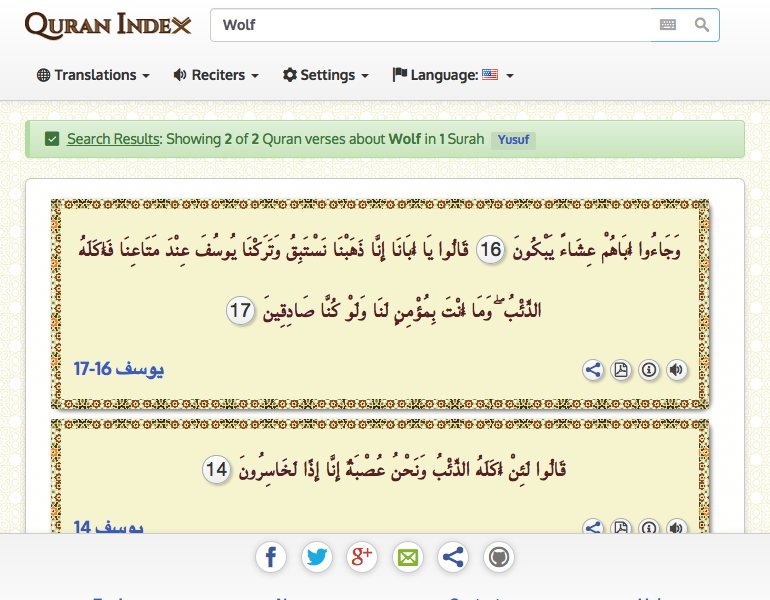 QURAN INDEX
Wolf
Translations
Reciters
Settings
Language:
Search Results: Showing 2 of 2 Quran verses about Wolf in 1 Surah Yusuf
وَجَاءُوا أَبَاهُمْ عِشَاءً يَبْكُونَ 16 قَالُوا يَا أَبَانَا إِنَّا ذَهَبْنَا نَسْتَبِقُ وَتَرَكْنَا يُوسُفَ عِنْدَ مَتَاعِنَا فَأَكَلَهُ
الذِّئْبُ ۖ وَمَا أَنْتَ بِمُؤْمِنٍ لَنَا وَلَوْ كُنَّا صَادِقِينَ 17
يوسف 16-17
قَالُوا لَئِنْ أَكَلَهُ الذِّئْبُ وَنَحْنُ عُصْبَةٌ إِنَّا إِذًا لَخَاسِرُونَ 14
يوسف 14